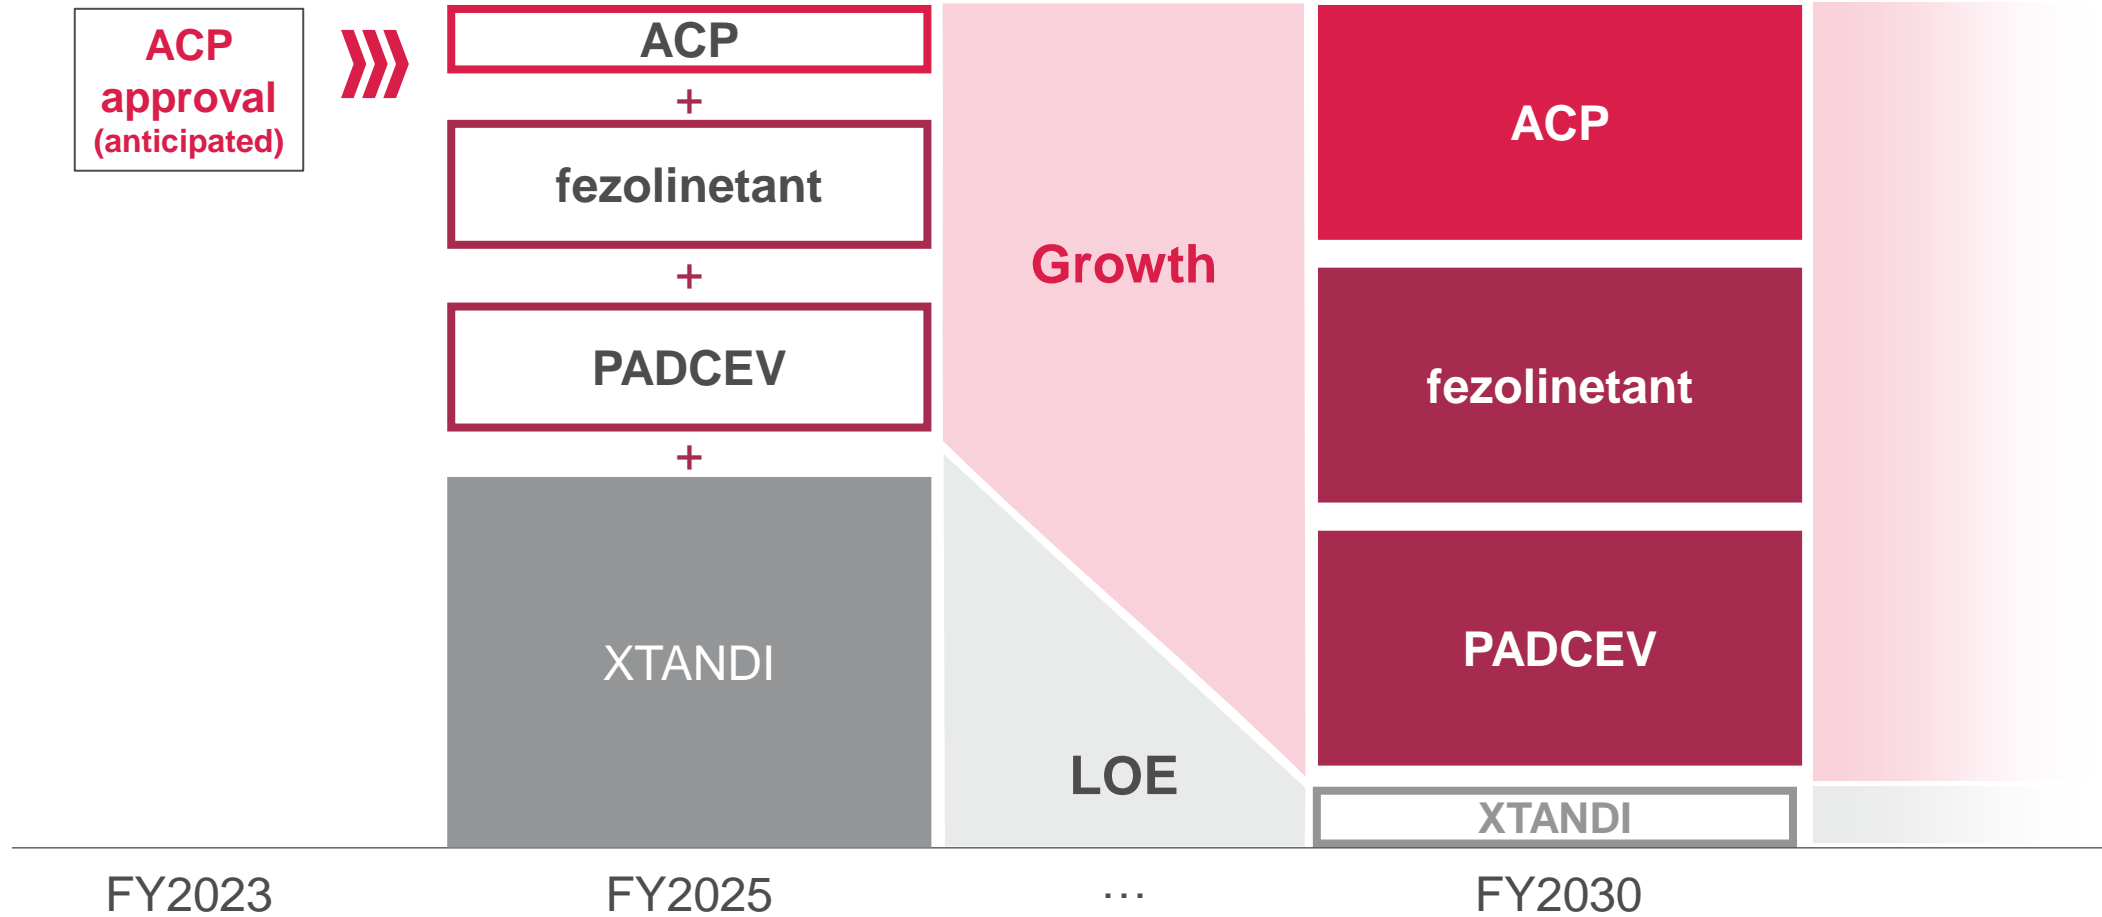 ACP
approval
(anticipated)
ACP
+
fezolinetant
+
PADCEV
+
XTANDI
Growth
LOE
ACP
fezolinetant
PADCEV
XTANDI
FY2023
FY2025
...
FY2030